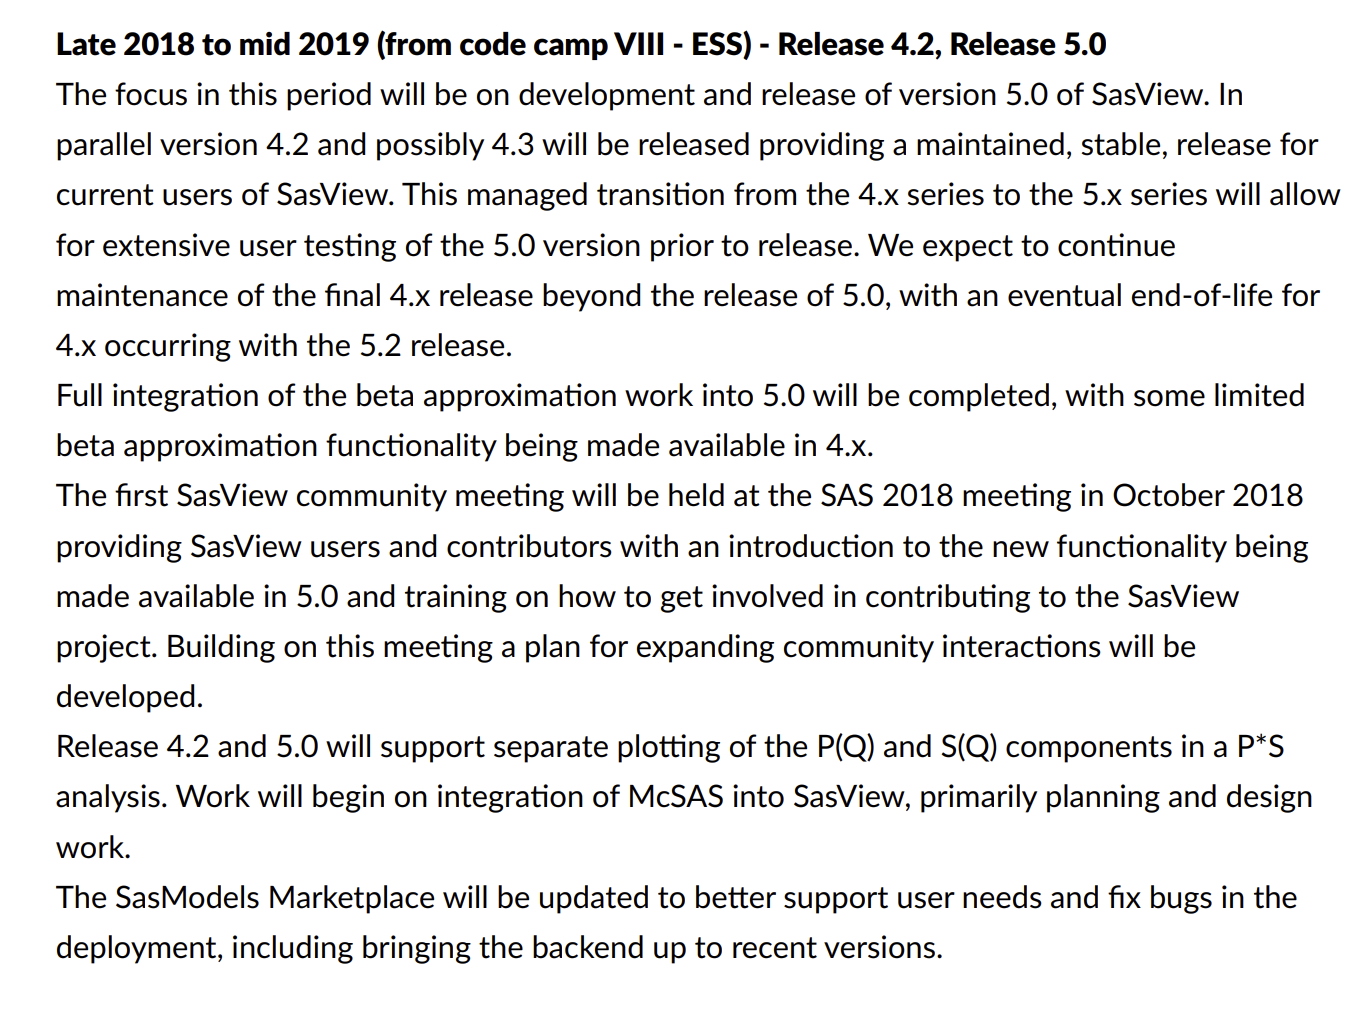 Late 2018 to mid 2019 (from code camp VIII - ESS) - Release 4.2, Release 5.0
The focus in this period will be on development and release of version 5.0 of SasView. In
parallel version 4.2 and possibly 4.3 will be released providing a maintained, stable, release for
current users of SasView. This managed transition from the 4.x series to the 5.x series will allow
for extensive user testing of the 5.0 version prior to release. We expect to continue
maintenance of the final 4.x release beyond the release of 5.0, with an eventual end-of-life for
4.x occurring with the 5.2 release.
Full integration of the beta approximation work into 5.0 will be completed, with some limited
beta approximation functionality being made available in 4.x.
The first SasView community meeting will be held at the SAS 2018 meeting in October 2018
providing SasView users and contributors with an introduction to the new functionality being
made available in 5.0 and training on how to get involved in contributing to the SasView
project. Building on this meeting a plan for expanding community interactions will be
developed.
Release 4.2 and 5.0 will support separate plotting of the P(Q) and S(Q) components in a P*S
analysis. Work will begin on integration of McSAS into SasView, primarily planning and design
work.
The SasModels Marketplace will be updated to better support user needs and fix bugs in the
deployment, including bringing the backend up to recent versions.